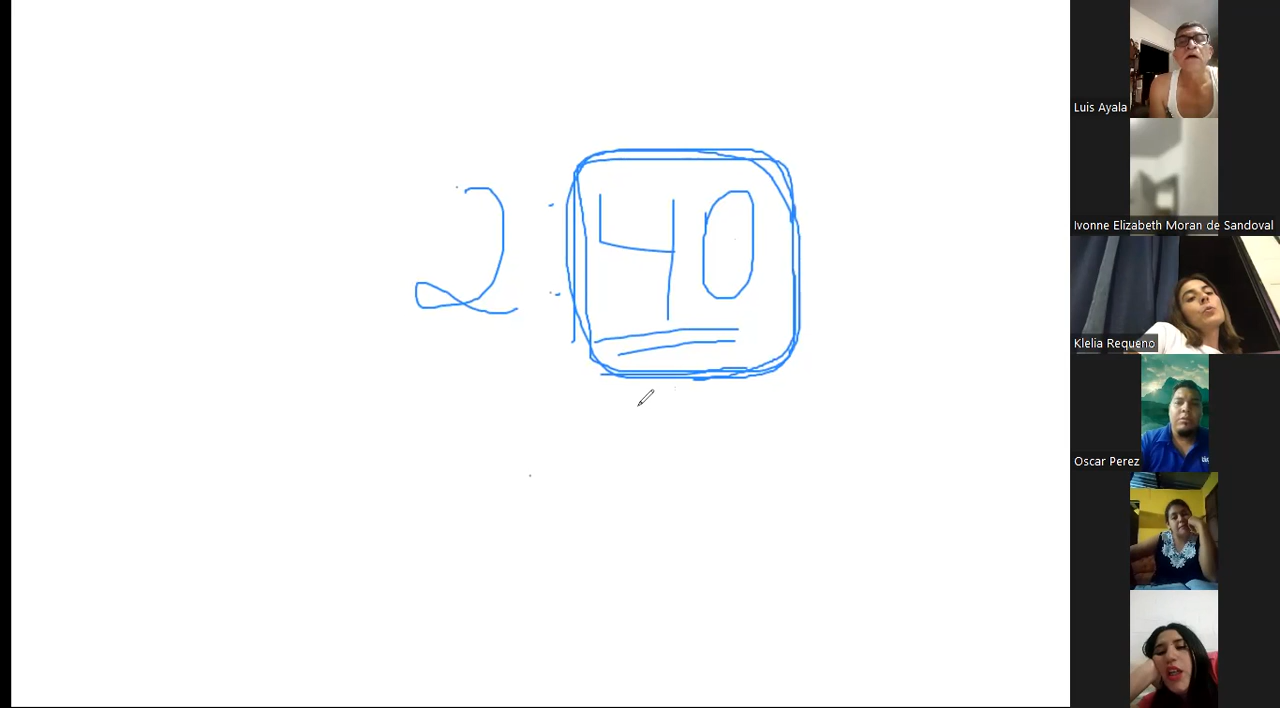 2:40
Luis Ayala
Ivonne Elizabeth Moran de Sandoval
Klelia Requeno
Oscar Perez